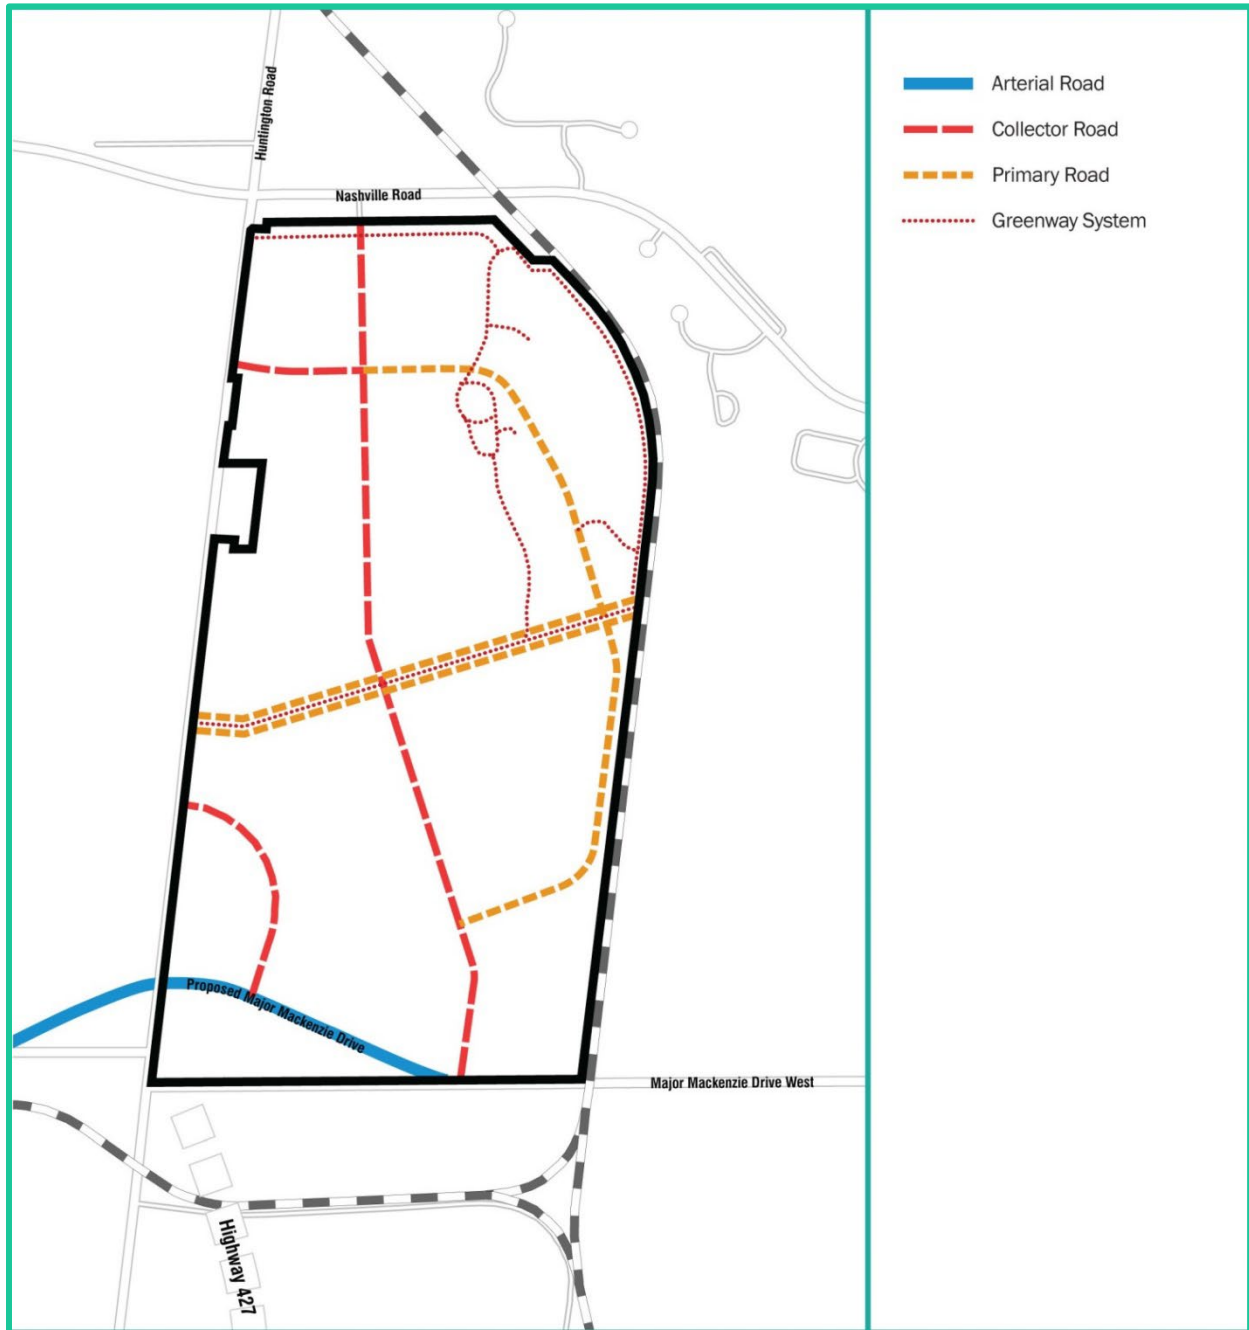 Huntington Road
Nashville Road
Proposed Major Mackenzie Drive
Major Mackenzie Drive West
Highway 427
Arterial Road
Collector Road
Primary Road
Greenway System